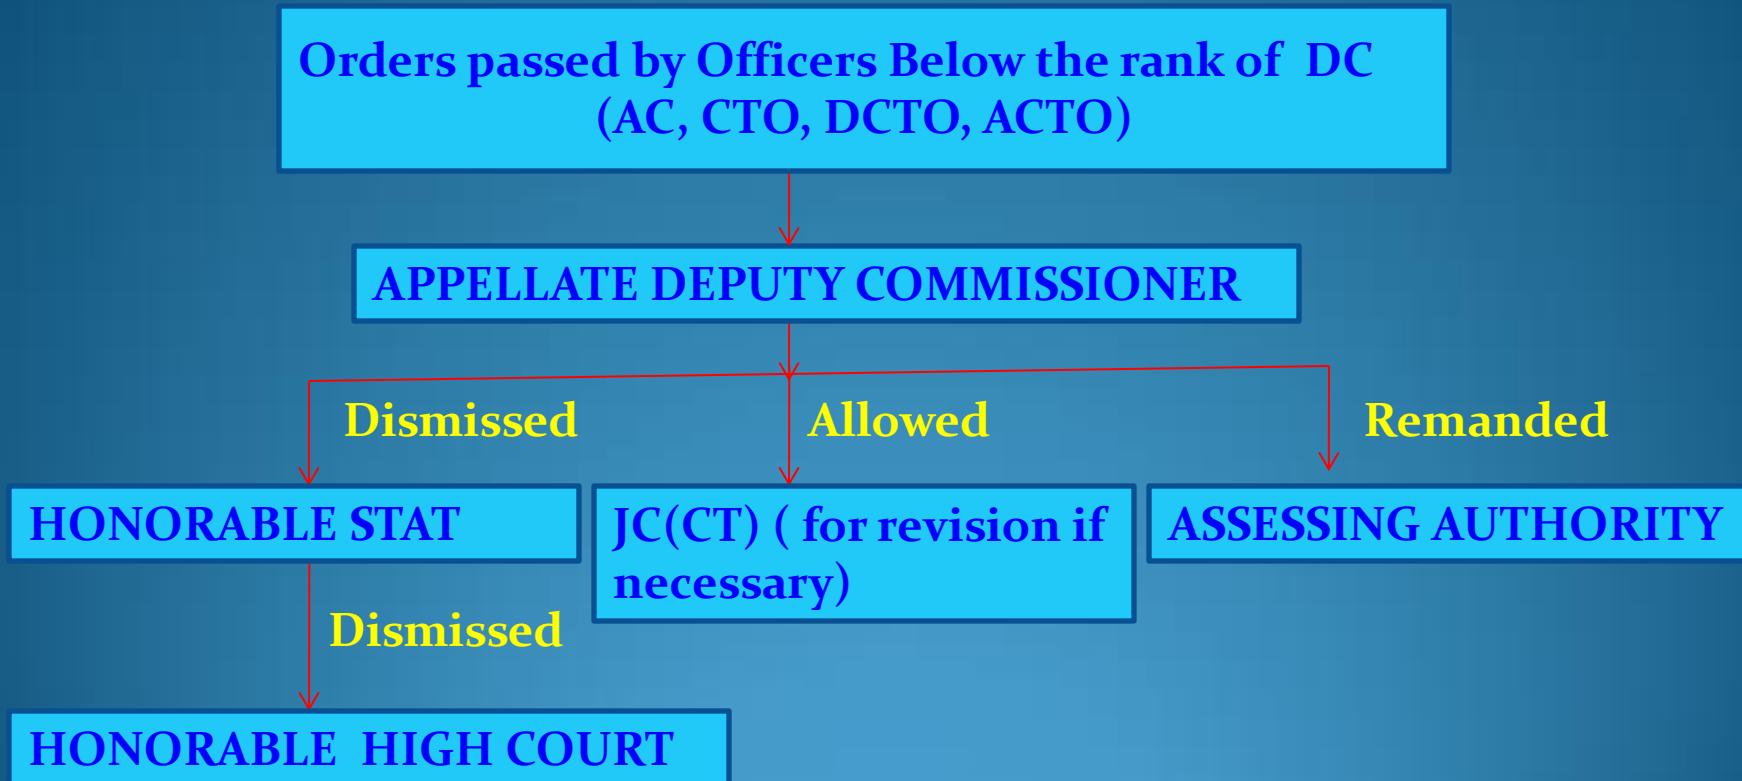 Orders passed by Officers Below the rank of DC
(AC, CTO, DCTO, ACTO)
APPELLATE DEPUTY COMMISSIONER
Dismissed
Allowed
Remanded
HONORABLE STAT
JC(CT) ( for revision if
necessary)
ASSESSING AUTHORITY
Dismissed
HONORABLE HIGH COURT